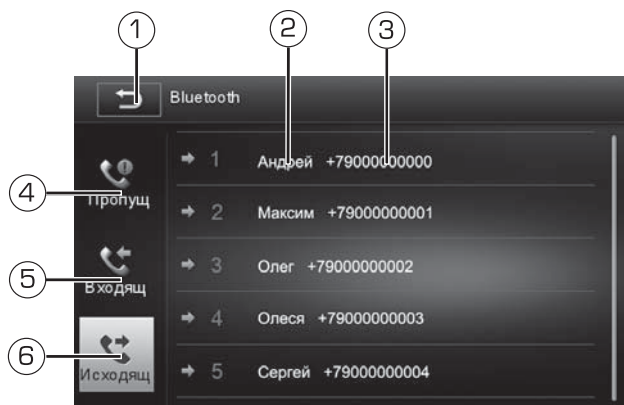 1 2 3
Bluetooth
1 Андрей +79000000000
4
Пропущ
2 Максим +79000000001
5
Входящ
3 Олег +79000000002
4 Олеся +79000000003
6
Исходящ
5 Сергей +79000000004